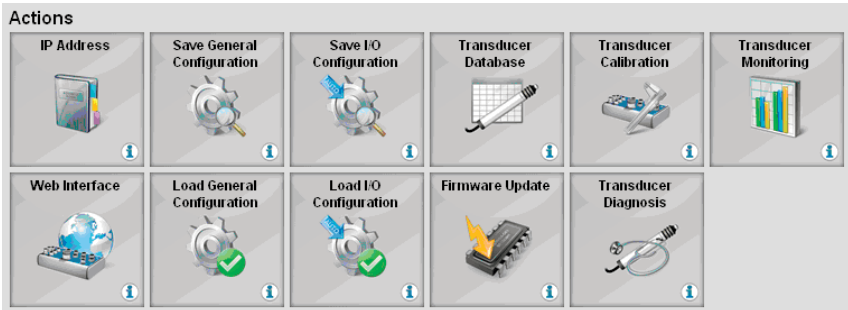 Actions
IP Address
Save General
Configuration
Save I/O
Configuration
Transducer
Database
Transducer
Calibration
Transducer
Monitoring
Web Interface
Load General
Configuration
Load I/O
Configuration
Firmware Update
Transducer
Diagnosis